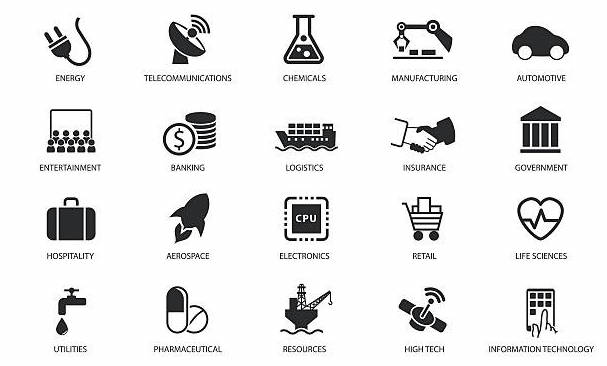 ENERGY
TELECOMMUNICATIONS
CHEMICALS
MANUFACTURING
AUTOMOTIVE
ENTERTAINMENT
$
BANKING
LOGISTICS
INSURANCE
GOVERNMENT
HOSPITALITY
AEROSPACE
CPU
ELECTRONICS
RETAIL
LIFE SCIENCES
UTILITIES
PHARMACEUTICAL
RESOURCES
HIGH TECH
INFORMATION TECHNOLOGY